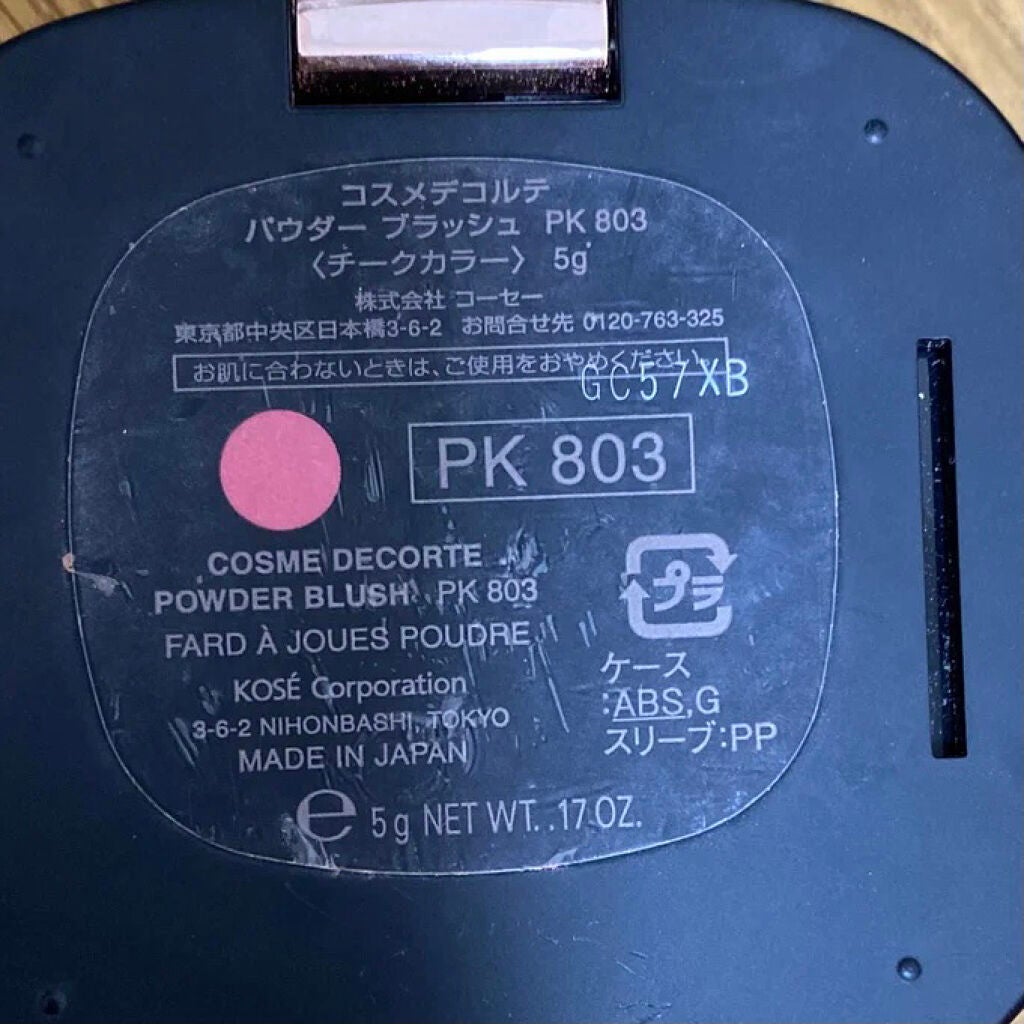 コスメデコルテ
パウダー ブラッシュ PK 803
〈チークカラー〉 5g
株式会社 コーセー
東京都中央区日本橋3-6-2 お問合せ先 0120-763-325
お肌に合わないときは、ご使用をおやめください。
GC57XB
PK 803
COSME DECORTE
POWDER BLUSH PK 803
FARD À JOUES POUDRE
KOSÉ Corporation
3-6-2 NIHONBASHI, TOKYO
MADE IN JAPAN
プラ
ケース
:ABS,G
スリーブ:PP
℮ 5g NET WT. .17 OZ.